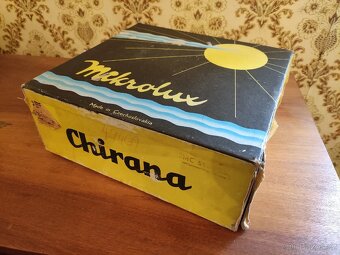 Mikrolux
Made in Czechoslovakia
Chirana